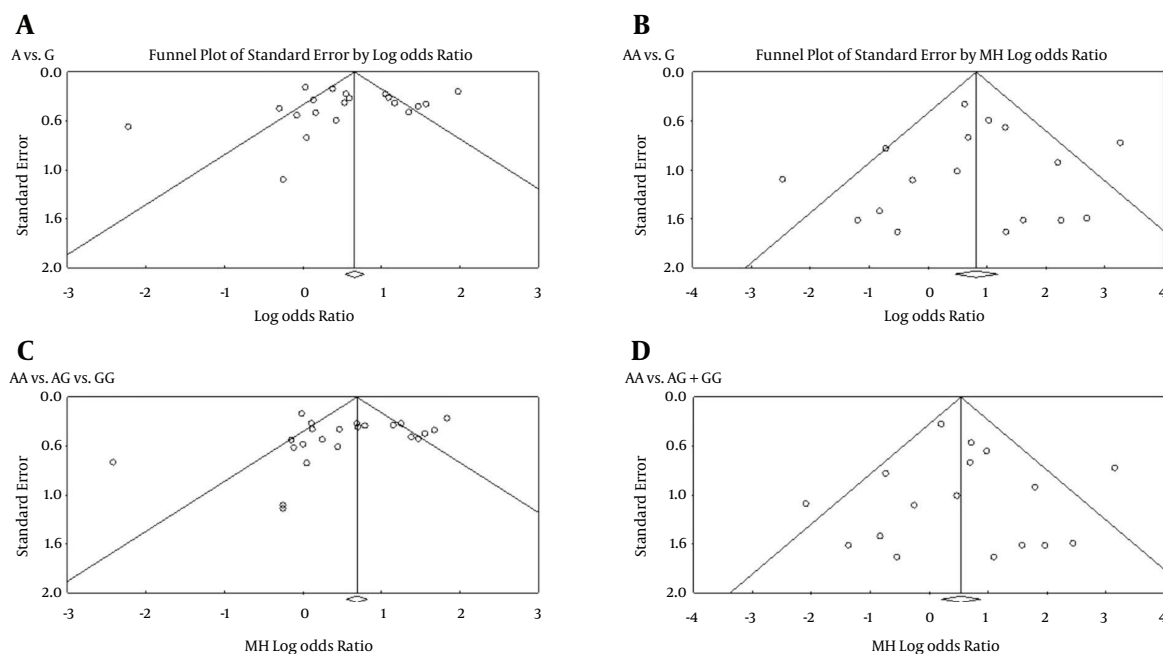 A
A vs. G
Funnel Plot of Standard Error by Log odds Ratio
Standard Error
0.0
0.6
1.0
1.6
2.0
-3 -2 -1 0 1 2 3
Log odds Ratio
B
AA vs. G
Funnel Plot of Standard Error by MH Log odds Ratio
Standard Error
0.0
0.6
1.0
1.6
2.0
-4 -3 -2 -1 0 1 2 3 4
Log odds Ratio
C
AA vs. AG vs. GG
Standard Error
0.0
0.6
1.0
1.6
2.0
-3 -2 -1 0 1 2 3
MH Log odds Ratio
D
AA vs. AG + GG
Standard Error
0.0
0.6
1.0
1.6
2.0
-4 -3 -2 -1 0 1 2 3 4
MH Log odds Ratio